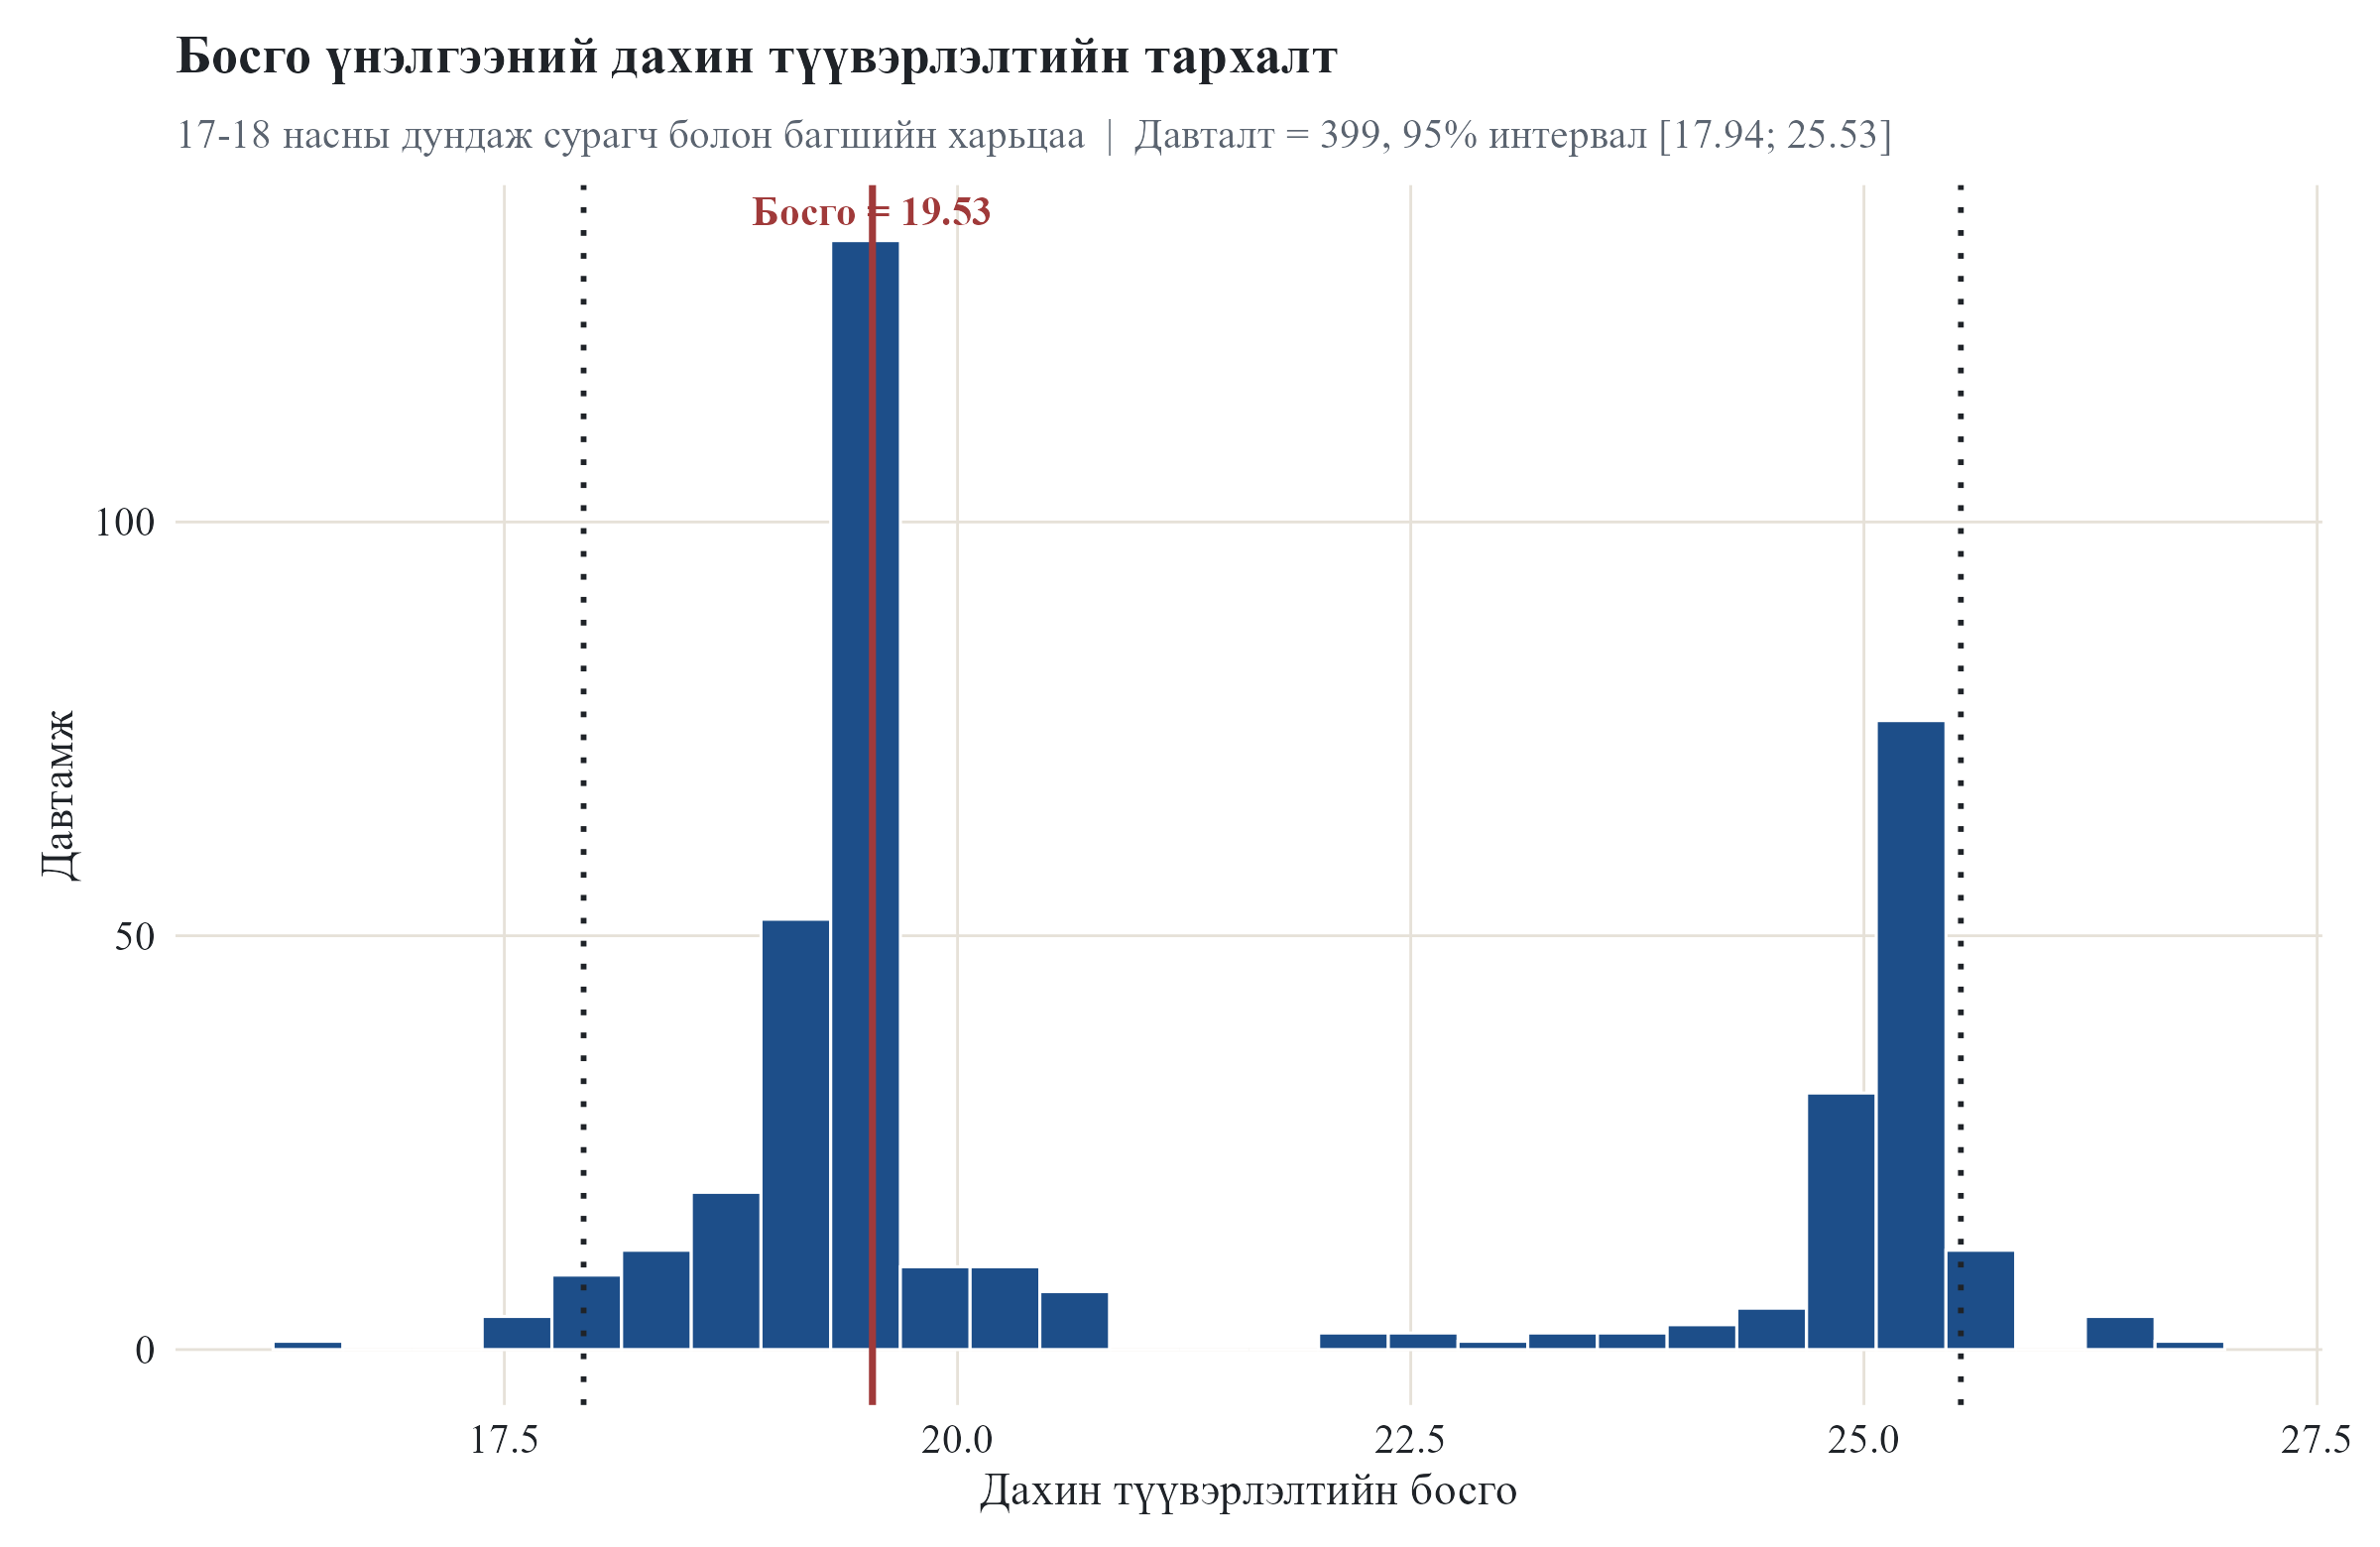 Босго үнэлгээний дахин түүвэрлэлтийн тархалт
17-18 насны дундаж сурагч болон багшийн харьцаа | Давталт = 399, 95% интервал [17.94; 25.53]
Босго = 19.53
Давтамж
100
50
0
17.5 20.0 22.5 25.0 27.5
Дахин түүвэрлэлтийн босго